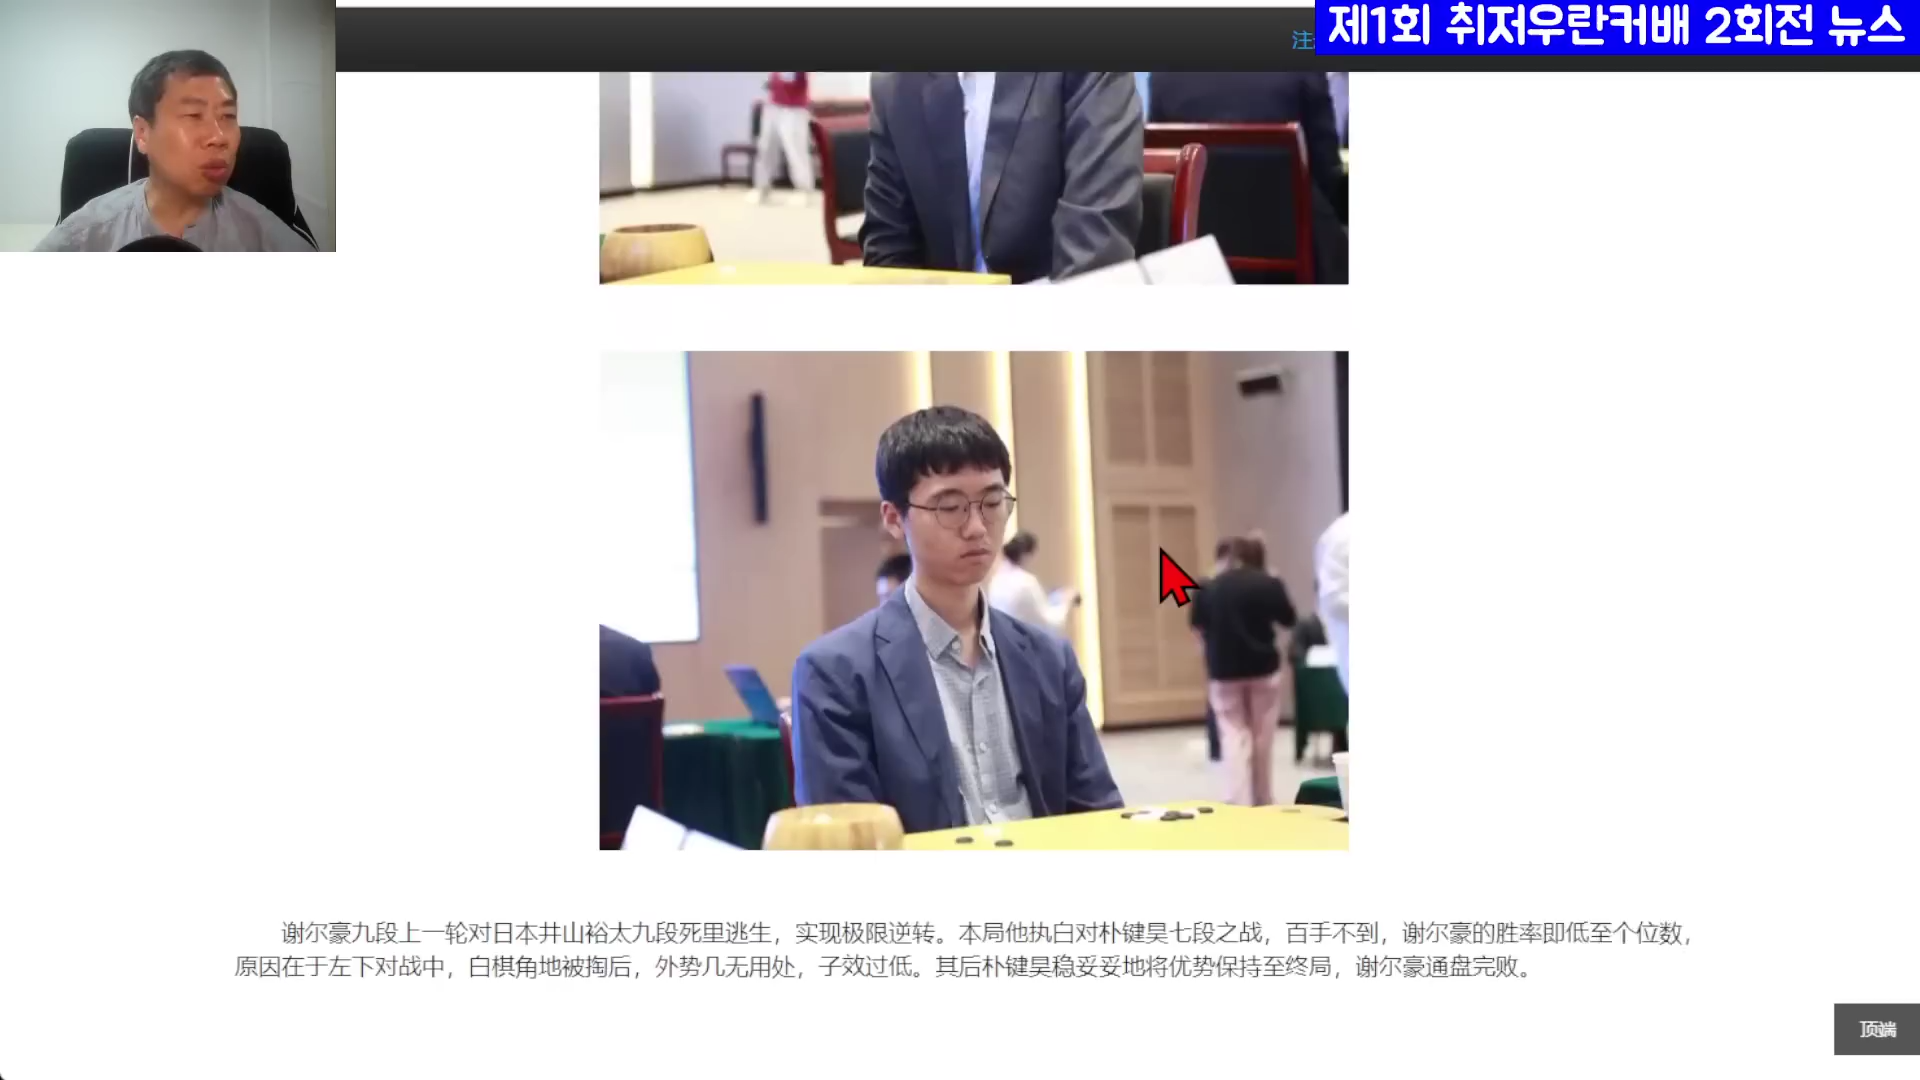 注
제1회 취저우란커배 2회전 뉴스
谢尔豪九段上一轮对日本井山裕太九段死里逃生，实现极限逆转。本局他执白对朴键昊七段之战，百手不到，谢尔豪的胜率即低至个位数，
原因在于左下对战中，白棋角地被掏后，外势几无用处，子效过低。其后朴键昊稳妥妥地将优势保持至终局，谢尔豪通盘完败。
顶端